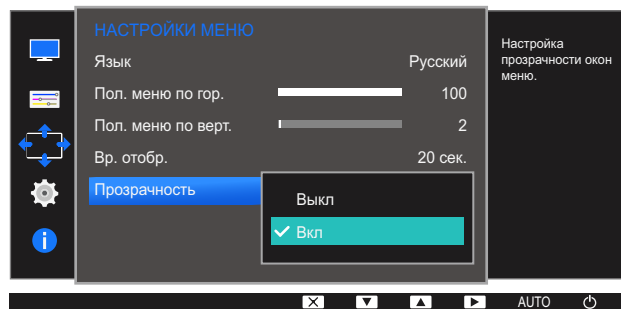 НАСТРОЙКИ МЕНЮ
Язык Русский
Пол. меню по гор. 100
Пол. меню по верт. 2
Вр. отобр. 20 сек.
Прозрачность
Выкл
Вкл
Настройка
прозрачности окон
меню.
AUTO